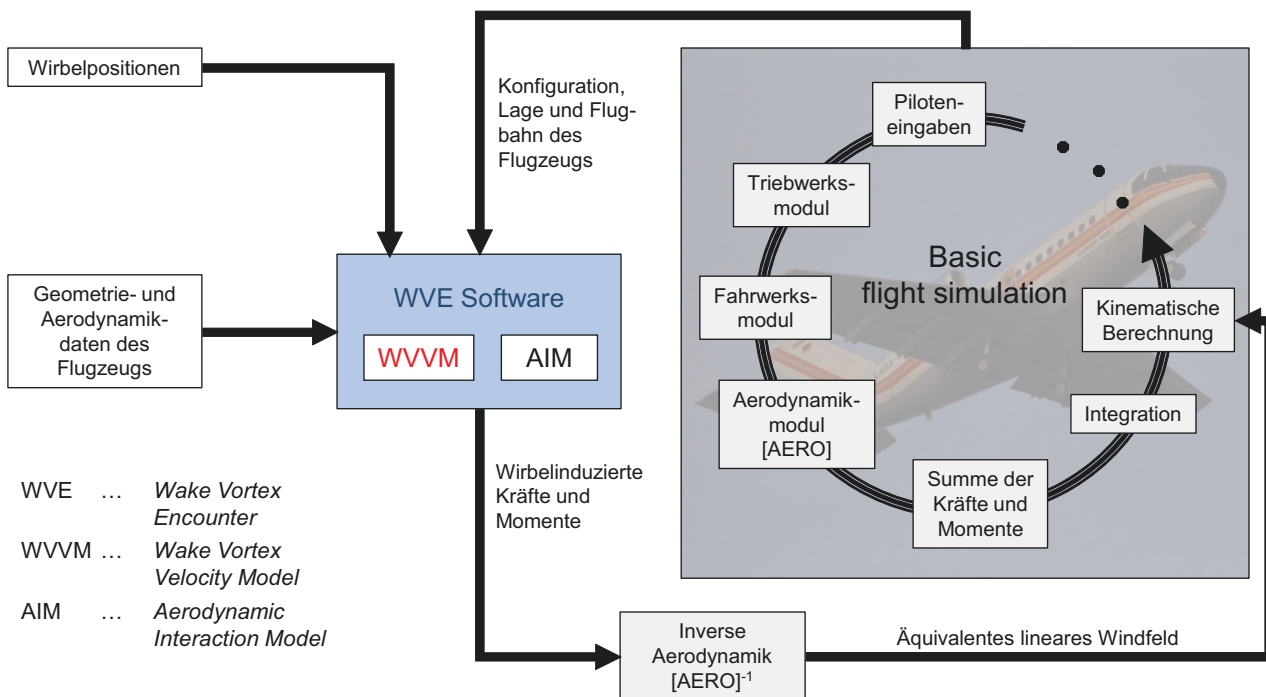 Wirbelpositionen
Konfiguration,
Lage und Flug-
bahn des
Flugzeugs
Geometrie- und
Aerodynamik-
daten des
Flugzeugs
WVE Software
WVVM
AIM
Wirbelinduzierte
Kräfte und
Momente
WVE … Wake Vortex
Encounter
WVVM … Wake Vortex
Velocity Model
AIM … Aerodynamic
Interaction Model
Piloten-
eingaben
Triebwerks-
modul
Fahrwerks-
modul
Aerodynamik-
modul
[AERO]
Summe der
Kräfte und
Momente
Integration
Kinematische
Berechnung
Basic
flight simulation
Inverse
Aerodynamik
[AERO]-1
Äquivalentes lineares Windfeld